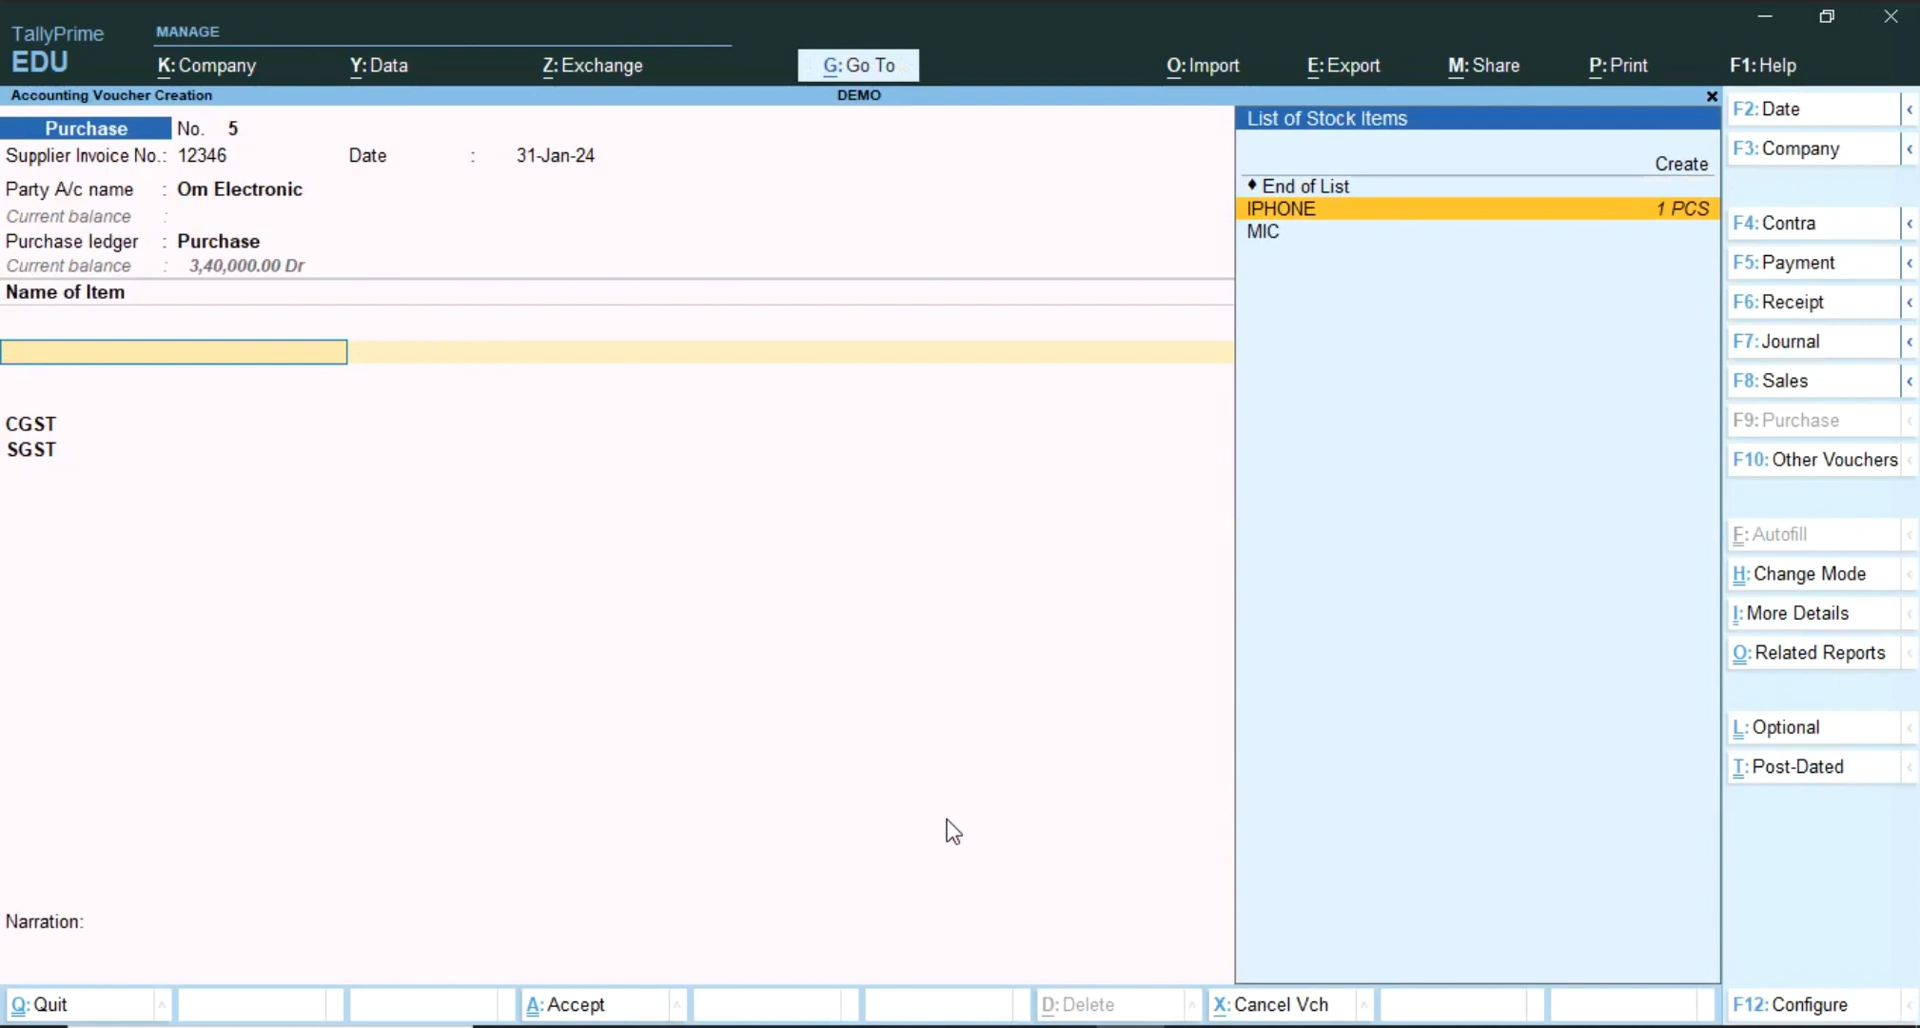 TallyPrime
EDU
MANAGE
K: Company
Y: Data
Z: Exchange
G: Go To
O: Import
E: Export
M: Share
P: Print
F1: Help
Accounting Voucher Creation
DEMO
Purchase No. 5
Supplier Invoice No.: 12346 Date : 31-Jan-24
Party A/c name : Om Electronic
Current balance :
Purchase ledger : Purchase
Current balance : 3,40,000.00 Dr
Name of Item
CGST
SGST
Narration:
List of Stock Items
Create
♦ End of List
IPHONE 1 PCS
MIC
F2: Date
F3: Company
F4: Contra
F5: Payment
F6: Receipt
F7: Journal
F8: Sales
F9: Purchase
F10: Other Vouchers
F: Autofill
H: Change Mode
I: More Details
O: Related Reports
L: Optional
T: Post-Dated
Q: Quit
A: Accept
D: Delete
X: Cancel Vch
F12: Configure